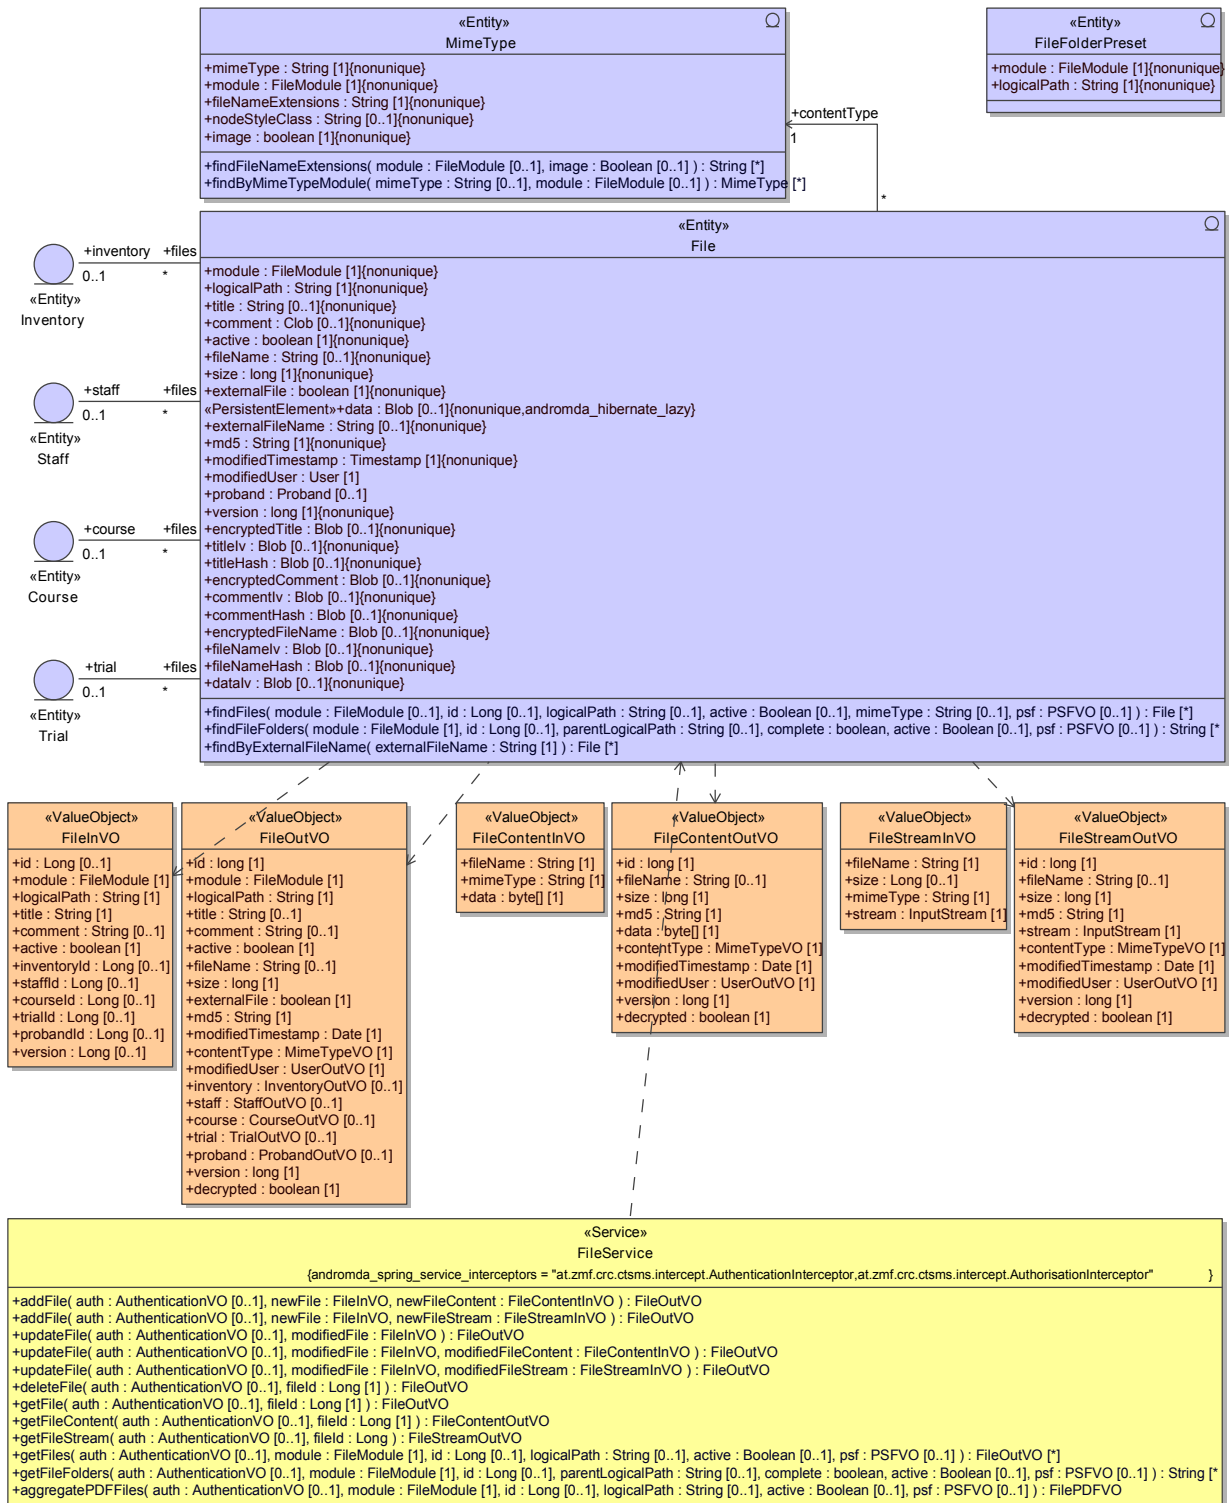 «Entity»
MimeType
+mimeType : String [1]{nonunique}
+module : FileModule [1]{nonunique}
+fileNameExtensions : String [1]{nonunique}
+nodeStyleClass : String [0..1]{nonunique}
+image : boolean [1]{nonunique}
+findFileNameExtensions( module : FileModule [0..1], image : Boolean [0..1] ) : String [*]
+findByMimeTypeModule( mimeType : String [0..1], module : FileModule [0..1] ) : MimeType [*]
«Entity»
FileFolderPreset
+module : FileModule [1]{nonunique}
+logicalPath : String [1]{nonunique}
+contentType
1
*
«Entity»
File
+module : FileModule [1]{nonunique}
+logicalPath : String [1]{nonunique}
+title : String [0..1]{nonunique}
+comment : Clob [0..1]{nonunique}
+active : boolean [1]{nonunique}
+fileName : String [0..1]{nonunique}
+size : long [1]{nonunique}
+externalFile : boolean [1]{nonunique}
«PersistentElement»+data : Blob [0..1]{nonunique,andromda_hibernate_lazy}
+externalFileName : String [0..1]{nonunique}
+md5 : String [1]{nonunique}
+modifiedTimestamp : Timestamp [1]{nonunique}
+modifiedUser : User [1]
+proband : Proband [0..1]
+version : long [1]{nonunique}
+encryptedTitle : Blob [0..1]{nonunique}
+titleIv : Blob [0..1]{nonunique}
+titleHash : Blob [0..1]{nonunique}
+encryptedComment : Blob [0..1]{nonunique}
+commentIv : Blob [0..1]{nonunique}
+commentHash : Blob [0..1]{nonunique}
+encryptedFileName : Blob [0..1]{nonunique}
+fileNameIv : Blob [0..1]{nonunique}
+fileNameHash : Blob [0..1]{nonunique}
+dataIv : Blob [0..1]{nonunique}
+findFiles( module : FileModule [0..1], id : Long [0..1], logicalPath : String [0..1], active : Boolean [0..1], mimeType : String [0..1], psf : PSFVO [0..1] ) : File [*]
+findFileFolders( module : FileModule [1], id : Long [0..1], parentLogicalPath : String [0..1], complete : boolean, active : Boolean [0..1], psf : PSFVO [0..1] ) : String [*
+findByExternalFileName( externalFileName : String [1] ) : File [*]
+inventory +files
0..1 *
«Entity»
Inventory
+staff +files
0..1 *
«Entity»
Staff
+course +files
0..1 *
«Entity»
Course
+trial +files
0..1 *
«Entity»
Trial
«ValueObject»
FileInVO
+id : Long [0..1]
+module : FileModule [1]
+logicalPath : String [1]
+title : String [1]
+comment : String [0..1]
+active : boolean [1]
+inventoryId : Long [0..1]
+staffId : Long [0..1]
+courseId : Long [0..1]
+trialId : Long [0..1]
+probandId : Long [0..1]
+version : Long [0..1]
«ValueObject»
FileOutVO
+id : long [1]
+module : FileModule [1]
+logicalPath : String [1]
+title : String [0..1]
+comment : String [0..1]
+active : boolean [1]
+fileName : String [0..1]
+size : long [1]
+externalFile : boolean [1]
+md5 : String [1]
+modifiedTimestamp : Date [1]
+contentType : MimeTypeVO [1]
+modifiedUser : UserOutVO [1]
+inventory : InventoryOutVO [0..1]
+staff : StaffOutVO [0..1]
+course : CourseOutVO [0..1]
+trial : TrialOutVO [0..1]
+proband : ProbandOutVO [0..1]
+version : long [1]
+decrypted : boolean [1]
«ValueObject»
FileContentInVO
+fileName : String [1]
+mimeType : String [1]
+data : byte[] [1]
«ValueObject»
FileContentOutVO
+id : long [1]
+fileName : String [0..1]
+size : long [1]
+md5 : String [1]
+data : byte[] [1]
+contentType : MimeTypeVO [1]
+modifiedTimestamp : Date [1]
+modifiedUser : UserOutVO [1]
+version : long [1]
+decrypted : boolean [1]
«ValueObject»
FileStreamInVO
+fileName : String [1]
+size : Long [0..1]
+mimeType : String [1]
+stream : InputStream [1]
«ValueObject»
FileStreamOutVO
+id : long [1]
+fileName : String [0..1]
+size : long [1]
+md5 : String [1]
+stream : InputStream [1]
+contentType : MimeTypeVO [1]
+modifiedTimestamp : Date [1]
+modifiedUser : UserOutVO [1]
+version : long [1]
+decrypted : boolean [1]
«Service»
FileService
{andromda_spring_service_interceptors = "at.zmf.crc.ctsms.intercept.AuthenticationInterceptor,at.zmf.crc.ctsms.intercept.AuthorisationInterceptor" }
+addFile( auth : AuthenticationVO [0..1], newFile : FileInVO, newFileContent : FileContentInVO ) : FileOutVO
+addFile( auth : AuthenticationVO [0..1], newFile : FileInVO, newFileStream : FileStreamInVO ) : FileOutVO
+updateFile( auth : AuthenticationVO [0..1], modifiedFile : FileInVO ) : FileOutVO
+updateFile( auth : AuthenticationVO [0..1], modifiedFile : FileInVO, modifiedFileContent : FileContentInVO ) : FileOutVO
+updateFile( auth : AuthenticationVO [0..1], modifiedFile : FileInVO, modifiedFileStream : FileStreamInVO ) : FileOutVO
+deleteFile( auth : AuthenticationVO [0..1], fileId : Long [1] ) : FileOutVO
+getFile( auth : AuthenticationVO [0..1], fileId : Long [1] ) : FileOutVO
+getFileContent( auth : AuthenticationVO [0..1], fileId : Long [1] ) : FileContentOutVO
+getFileStream( auth : AuthenticationVO [0..1], fileId : Long ) : FileStreamOutVO
+getFiles( auth : AuthenticationVO [0..1], module : FileModule [1], id : Long [0..1], logicalPath : String [0..1], active : Boolean [0..1], psf : PSFVO [0..1] ) : FileOutVO [*]
+getFileFolders( auth : AuthenticationVO [0..1], module : FileModule [1], id : Long [0..1], parentLogicalPath : String [0..1], complete : boolean, active : Boolean [0..1], psf : PSFVO [0..1] ) : String [*
+aggregatePDFFiles( auth : AuthenticationVO [0..1], module : FileModule [1], id : Long [0..1], logicalPath : String [0..1], active : Boolean [0..1], psf : PSFVO [0..1] ) : FilePDFVO